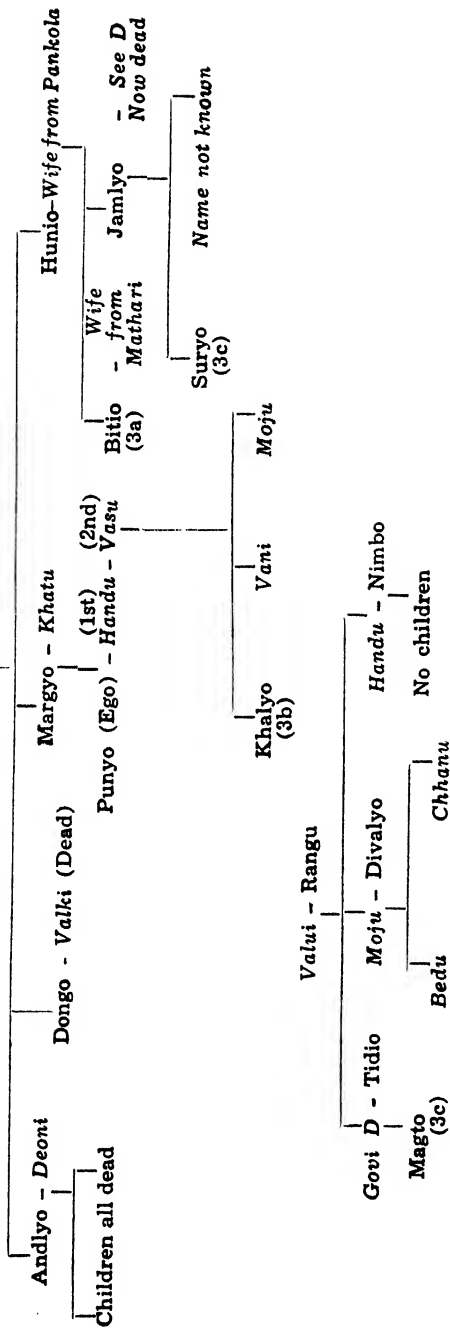 Andlyo – Deoni
Children all dead
Dongo - Valki (Dead)
Margyo – Khatu
(1st) (2nd)
Punyo (Ego) – Handu – Vasu
Khalyo
(3b)
Vani
Moju
Hunio–Wife from Pankola
Bitio
(3a)
Wife
– from
Mathari
Jamlyo
– See D
Now dead
Suryo
(3c)
Name not known
Valui – Rangu
Govi D – Tidio
Magto
(3c)
Moju – Divalyo
Bedu
Chhanu
Handu – Nimbo
No children